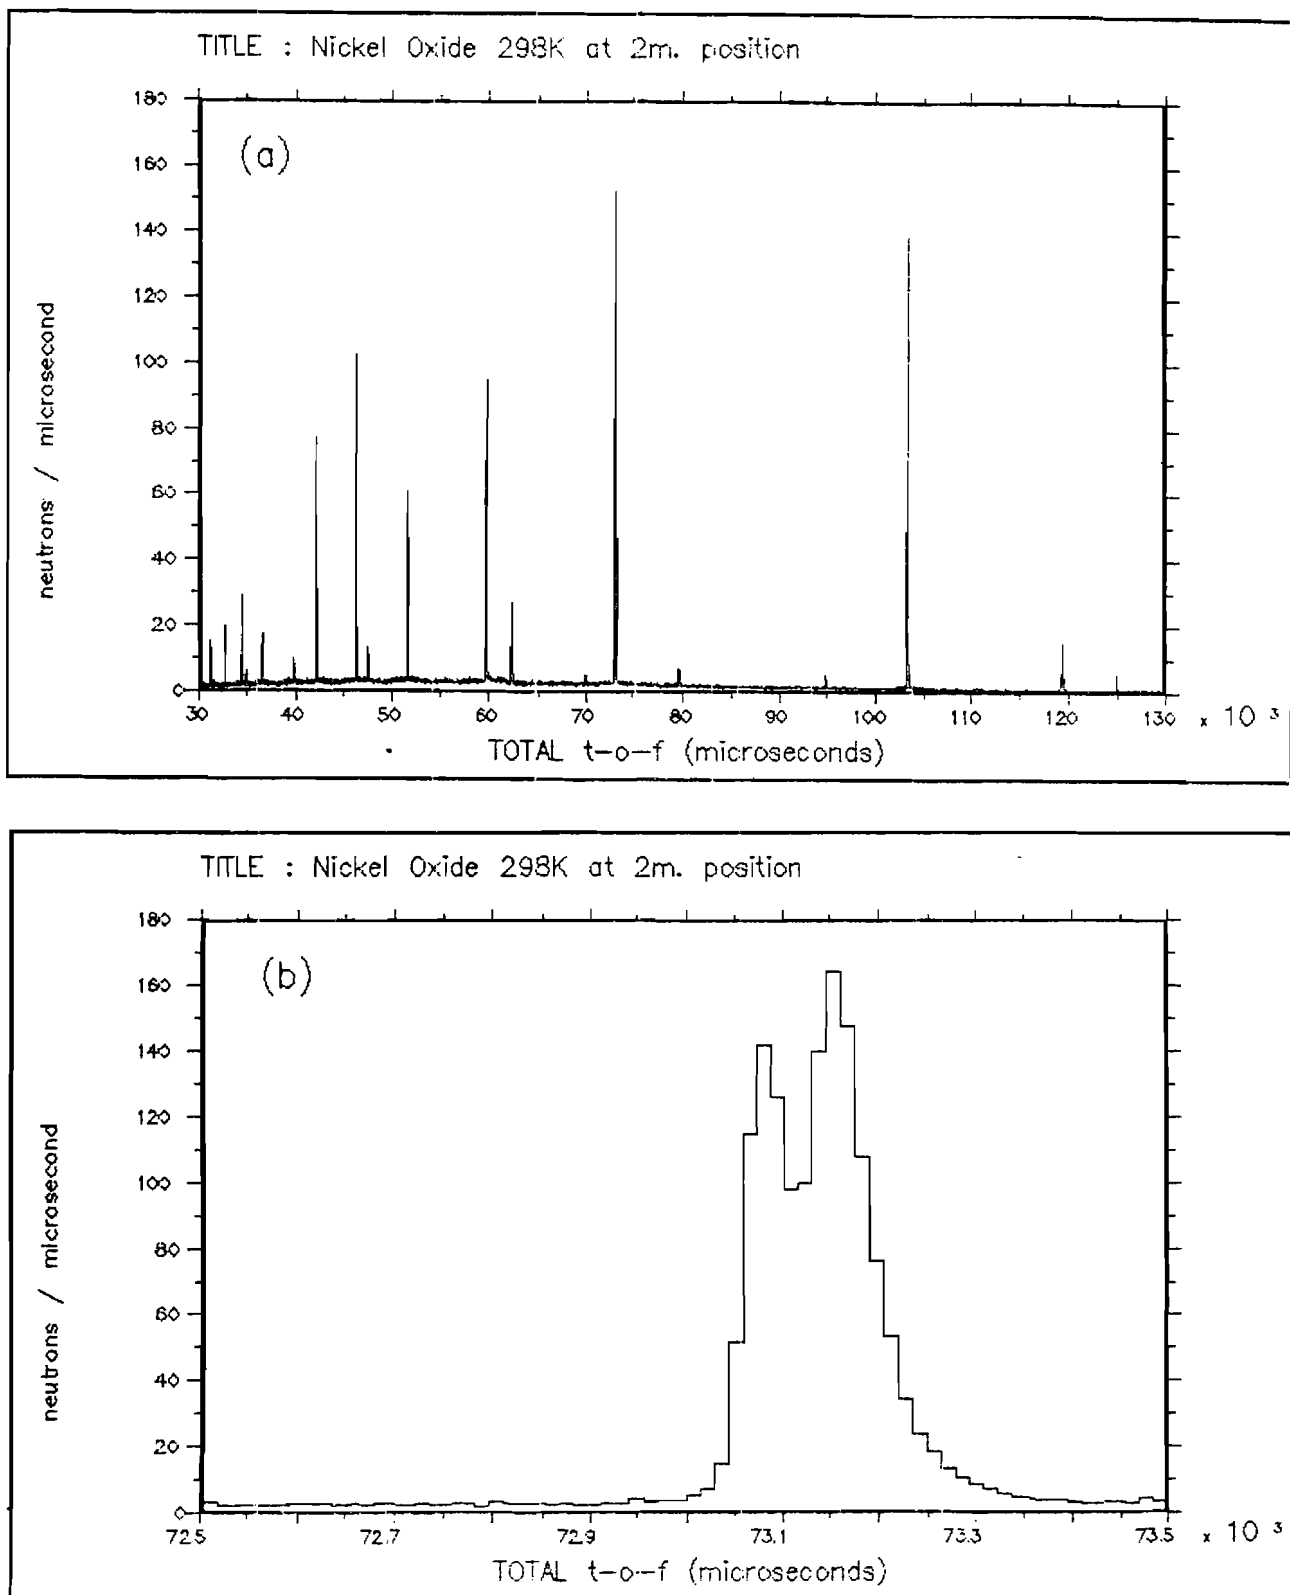 TITLE : Nickel Oxide 298K at 2m. position
(a)
180
160
140
120
100
80
60
40
20
0
neutrons / microsecond
30 40 50 60 70 80 90 100 110 120 130 x 10 3
TOTAL t-o-f (microseconds)
TITLE : Nickel Oxide 298K at 2m. position
(b)
180
160
140
120
100
80
60
40
20
0
neutrons / microsecond
72.5 72.7 72.9 73.1 73.3 73.5 x 10 3
TOTAL t-o-f (microseconds)